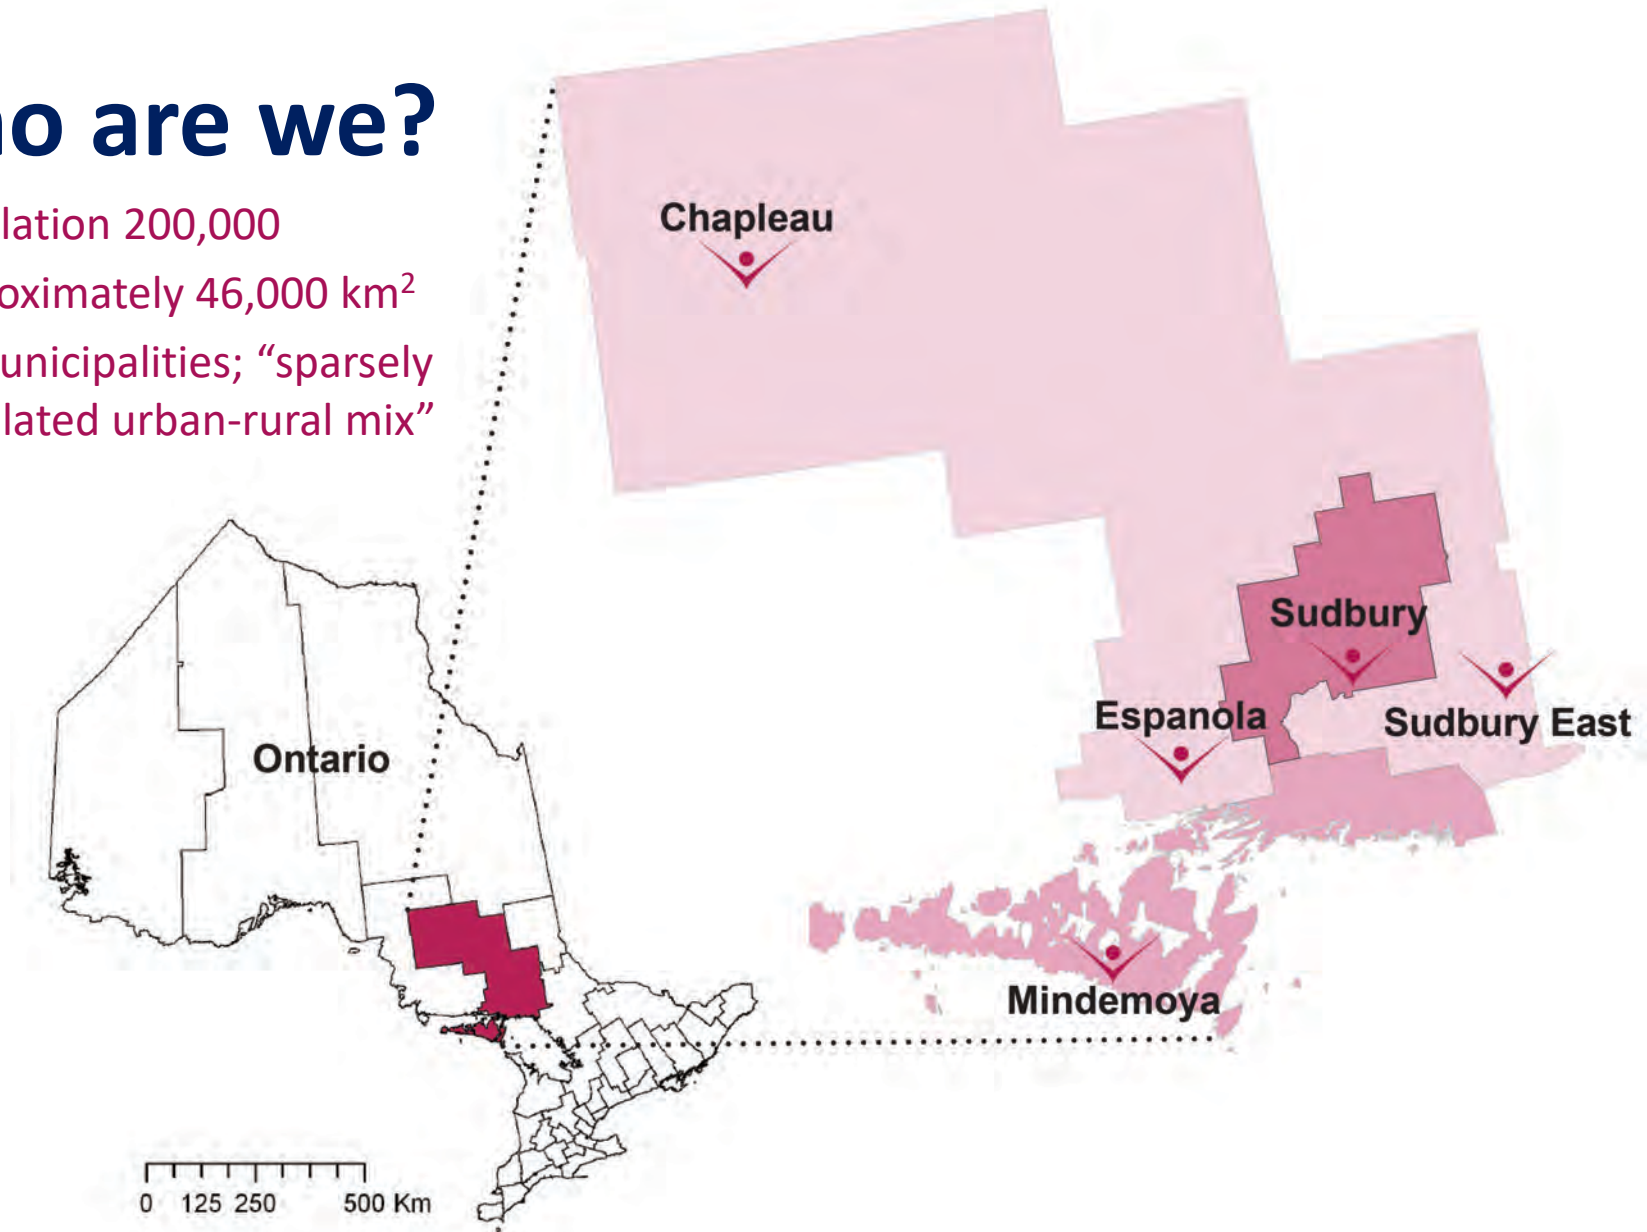 ho are we?
lation 200,000
oximately 46,000 km²
unicipalities; “sparsely
lated urban-rural mix”
Chapleau
Sudbury
Espanola
Sudbury East
Ontario
Mindemoya
0 125 250 500 Km